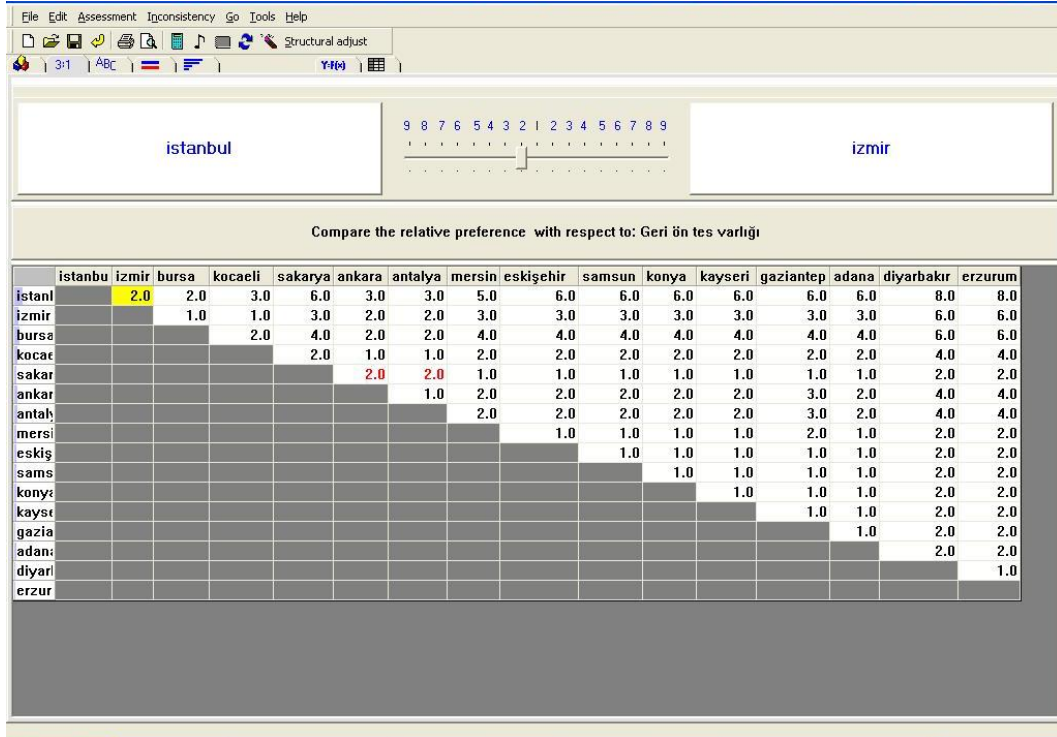 File Edit Assessment Inconsistency Go Tools Help
Structural adjust
3:1 ABC Y=F(x)
9 8 7 6 5 4 3 2 1 2 3 4 5 6 7 8 9
istanbul izmir
Compare the relative preference with respect to: Geri ön tes varlığı
istanbu izmir bursa kocaeli sakarya ankara antalya mersin eskişehir samsun konya kayseri gaziantep adana diyarbakır erzurum
istanl 2.0 2.0 3.0 6.0 3.0 3.0 5.0 6.0 6.0 6.0 6.0 6.0 6.0 8.0 8.0
izmir 1.0 1.0 3.0 2.0 2.0 3.0 3.0 3.0 3.0 3.0 3.0 3.0 6.0 6.0
bursa 2.0 4.0 2.0 2.0 4.0 4.0 4.0 4.0 4.0 4.0 4.0 6.0 6.0
kocae 2.0 1.0 1.0 2.0 2.0 2.0 2.0 2.0 2.0 2.0 4.0 4.0
sakar 2.0 2.0 1.0 1.0 1.0 1.0 1.0 1.0 1.0 2.0 2.0
ankar 1.0 2.0 2.0 2.0 2.0 2.0 3.0 2.0 4.0 4.0
antaly 2.0 2.0 2.0 2.0 2.0 3.0 2.0 4.0 4.0
mersi 1.0 1.0 1.0 1.0 2.0 1.0 2.0 2.0
eskiş 1.0 1.0 1.0 1.0 1.0 2.0 2.0
sams 1.0 1.0 1.0 1.0 2.0 2.0
konya 1.0 1.0 1.0 2.0 2.0
kayse 1.0 1.0 2.0 2.0
gazia 1.0 2.0 2.0
adana 2.0 2.0
diyarl 1.0
erzur